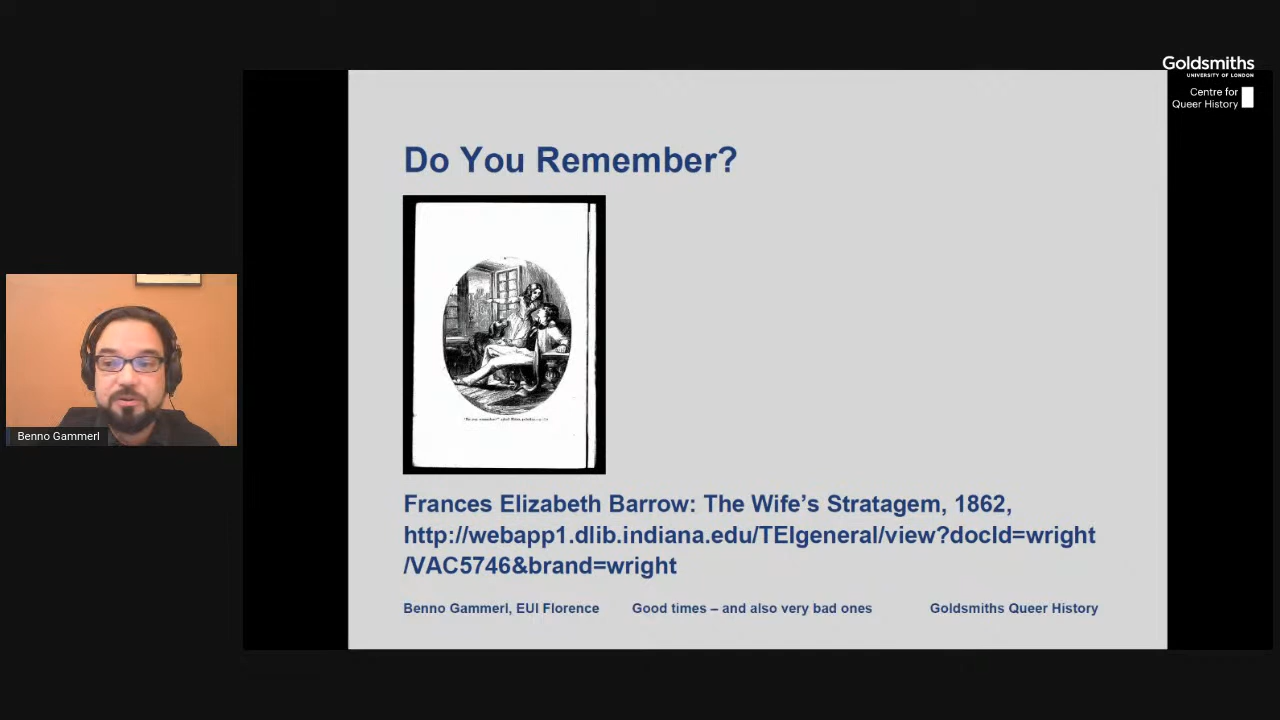 Goldsmiths
UNIVERSITY OF LONDON
Centre for
Queer History
Do You Remember?
Frances Elizabeth Barrow: The Wife’s Stratagem, 1862,
http://webapp1.dlib.indiana.edu/TEIgeneral/view?docId=wright
/VAC5746&brand=wright
Benno Gammerl, EUI Florence Good times – and also very bad ones Goldsmiths Queer History
Benno Gammerl